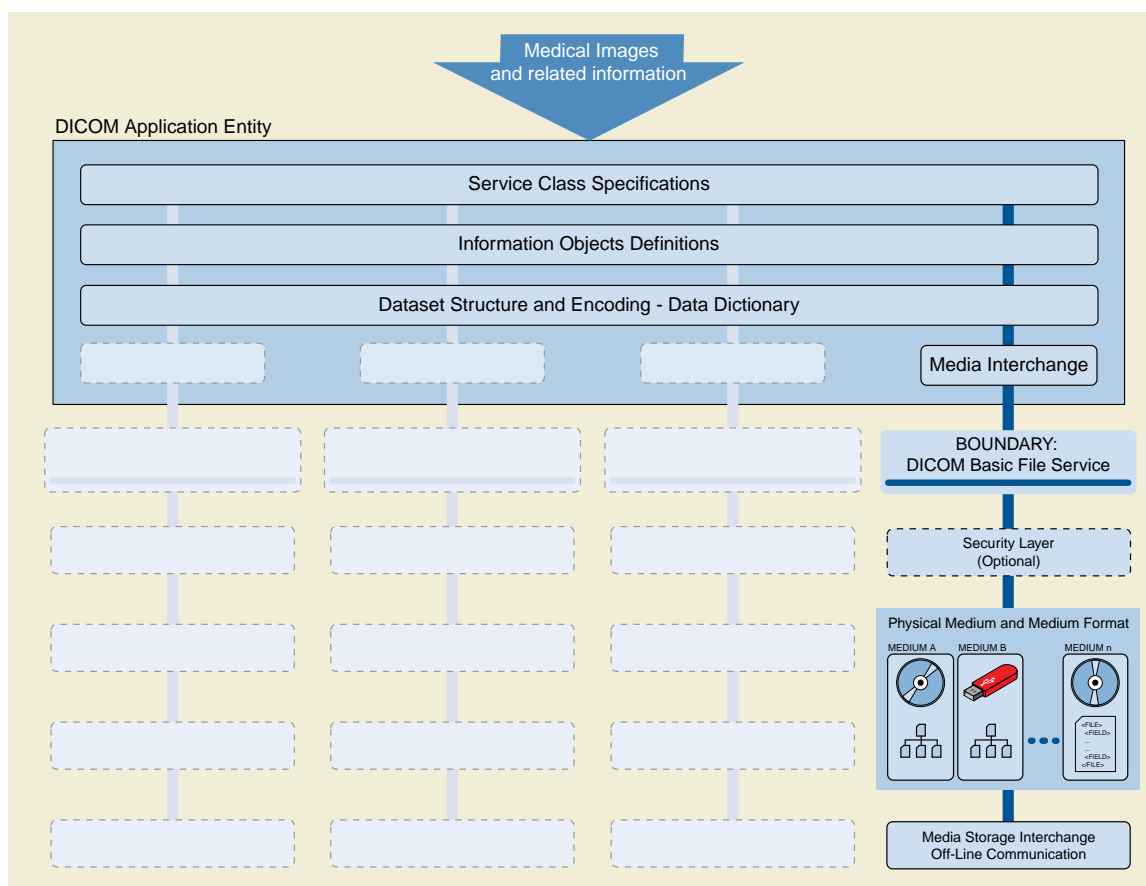 Medical Images
and related information
DICOM Application Entity
Service Class Specifications
Information Objects Definitions
Dataset Structure and Encoding - Data Dictionary
Media Interchange
BOUNDARY:
DICOM Basic File Service
Security Layer
(Optional)
Physical Medium and Medium Format
MEDIUM A
MEDIUM B
MEDIUM n
<FILE>
<FIELD>
...
...
<FIELD>
</FILE>
Media Storage Interchange
Off-Line Communication